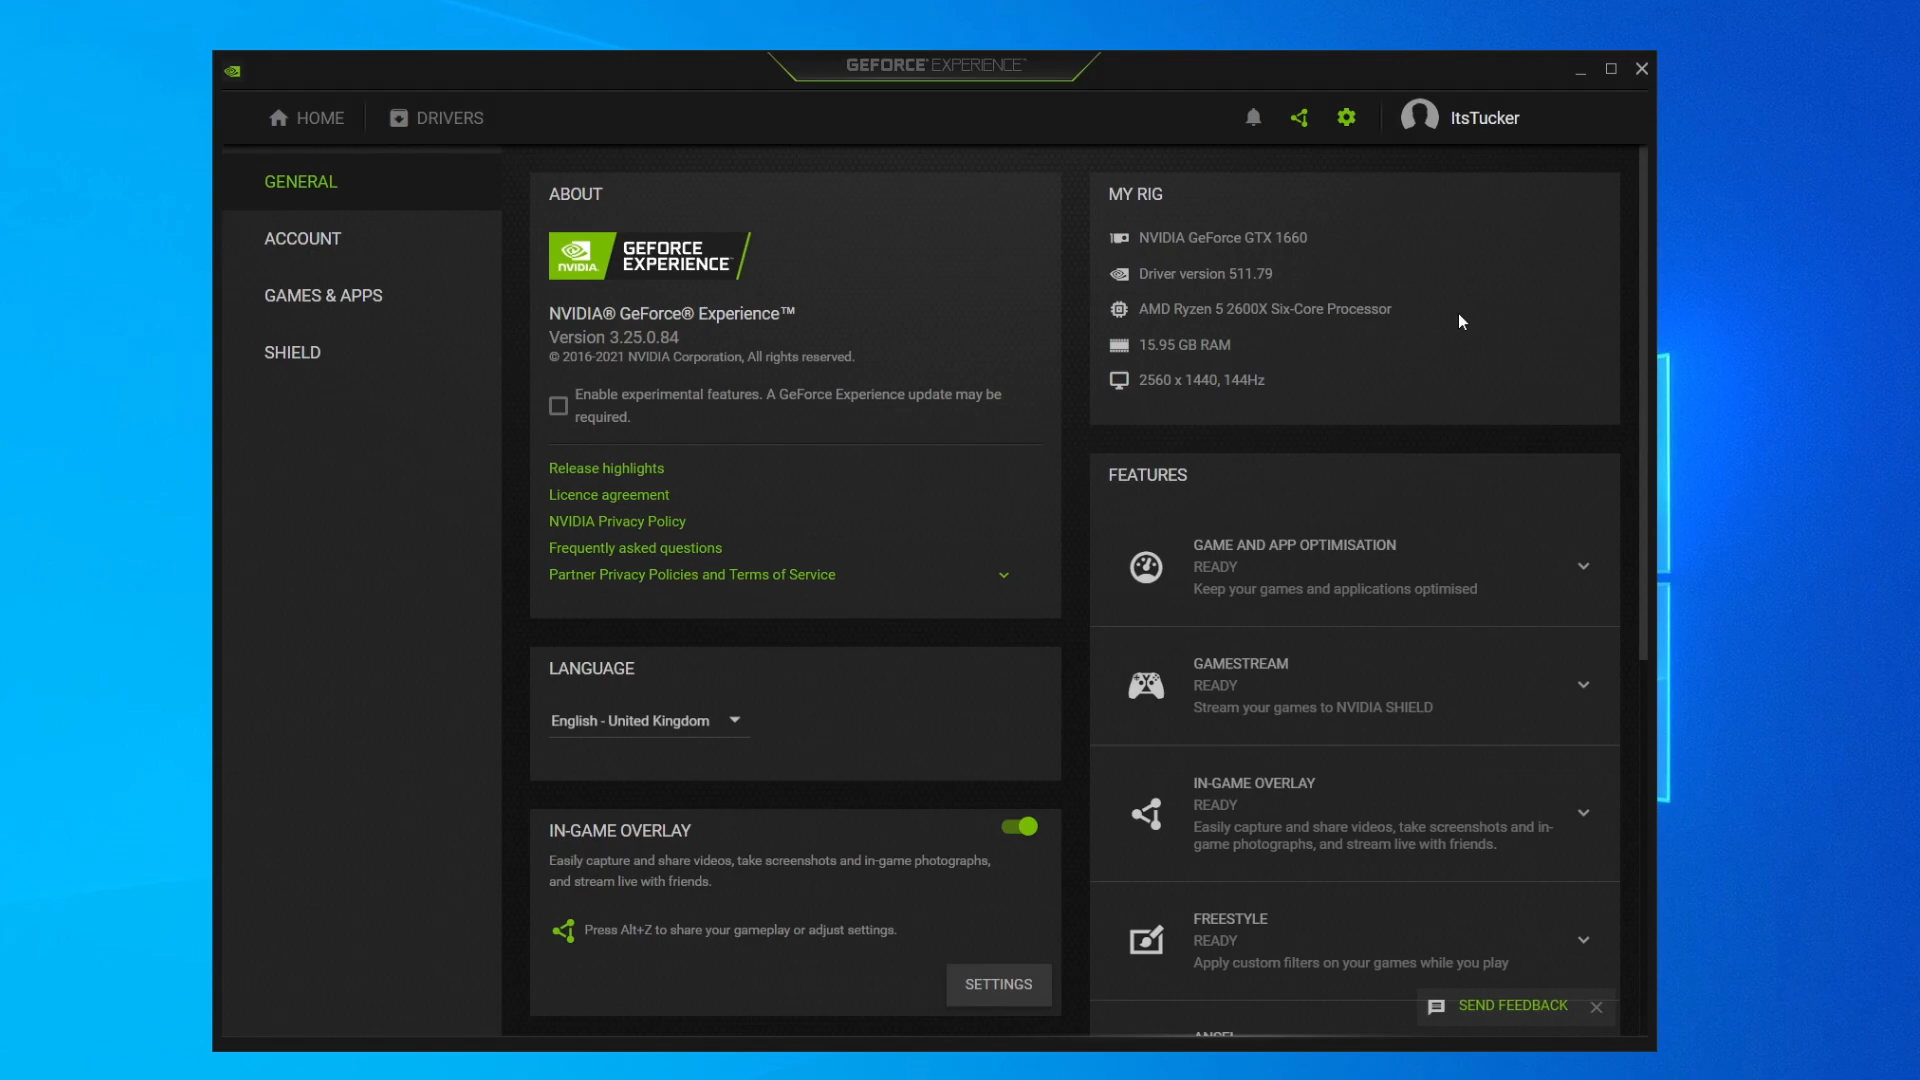 GEFORCE® EXPERIENCE™
HOME
DRIVERS
ItsTucker
GENERAL
ACCOUNT
GAMES & APPS
SHIELD
ABOUT
NVIDIA.
GEFORCE
EXPERIENCE™
NVIDIA® GeForce® Experience™
Version 3.25.0.84
© 2016-2021 NVIDIA Corporation, All rights reserved.
Enable experimental features. A GeForce Experience update may be
required.
Release highlights
Licence agreement
NVIDIA Privacy Policy
Frequently asked questions
Partner Privacy Policies and Terms of Service
LANGUAGE
English - United Kingdom
IN-GAME OVERLAY
Easily capture and share videos, take screenshots and in-game photographs,
and stream live with friends.
Press Alt+Z to share your gameplay or adjust settings.
SETTINGS
MY RIG
NVIDIA GeForce GTX 1660
Driver version 511.79
AMD Ryzen 5 2600X Six-Core Processor
15.95 GB RAM
2560 x 1440, 144Hz
FEATURES
GAME AND APP OPTIMISATION
READY
Keep your games and applications optimised
GAMESTREAM
READY
Stream your games to NVIDIA SHIELD
IN-GAME OVERLAY
READY
Easily capture and share videos, take screenshots and in-
game photographs, and stream live with friends.
FREESTYLE
READY
Apply custom filters on your games while you play
SEND FEEDBACK
ANSEL